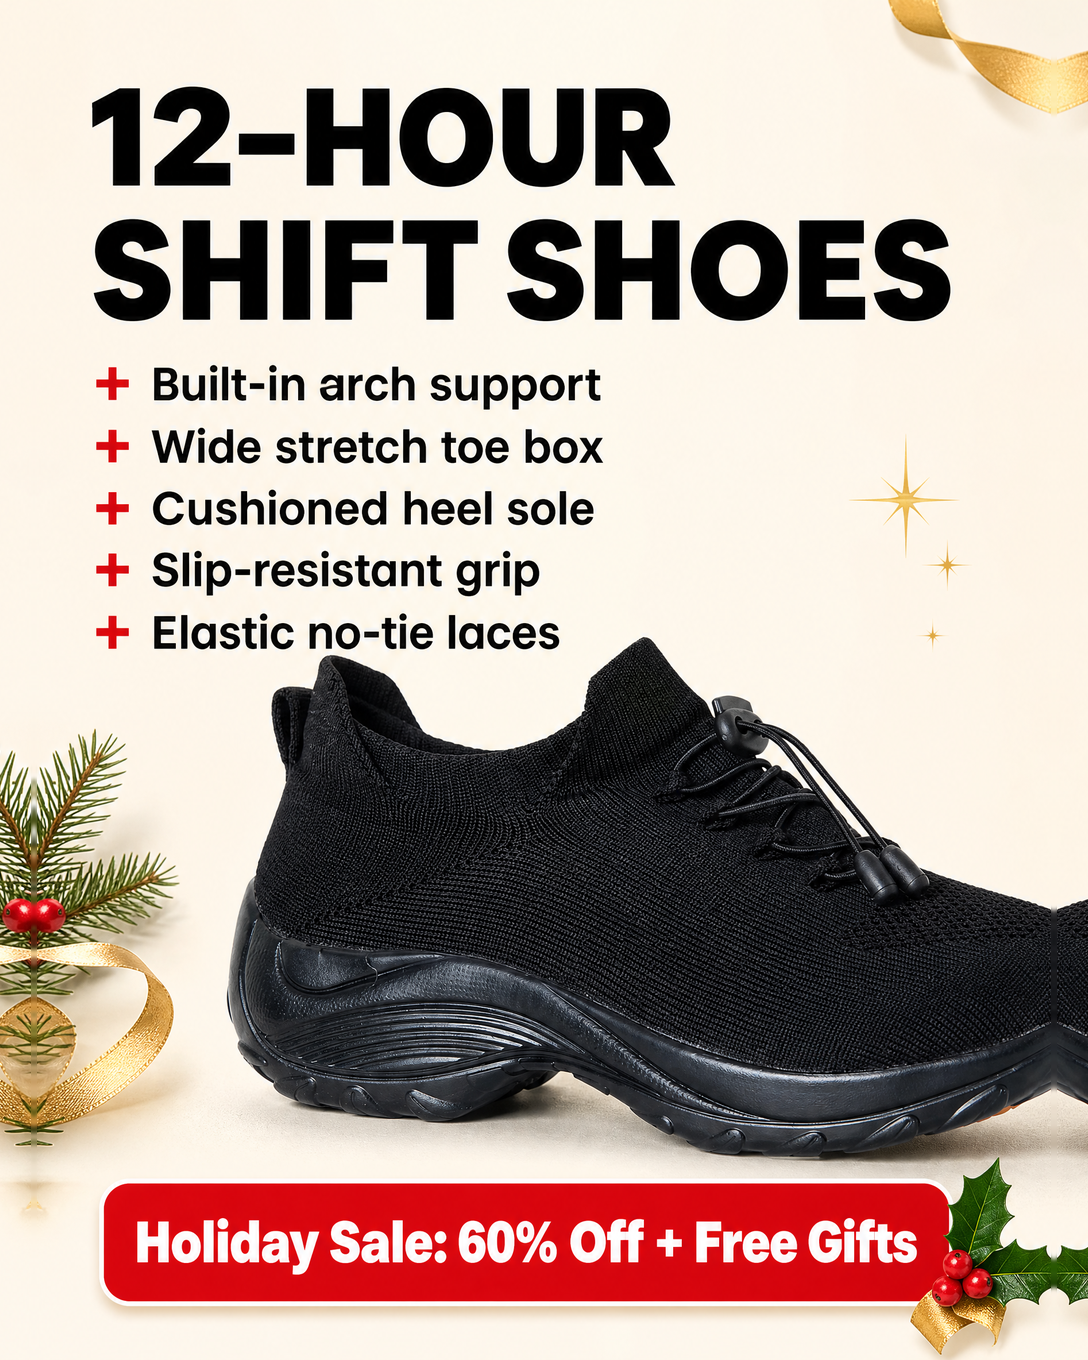 12-HOUR
SHIFT SHOES
+ Built-in arch support
+ Wide stretch toe box
+ Cushioned heel sole
+ Slip-resistant grip
+ Elastic no-tie laces
Holiday Sale: 60% Off + Free Gifts